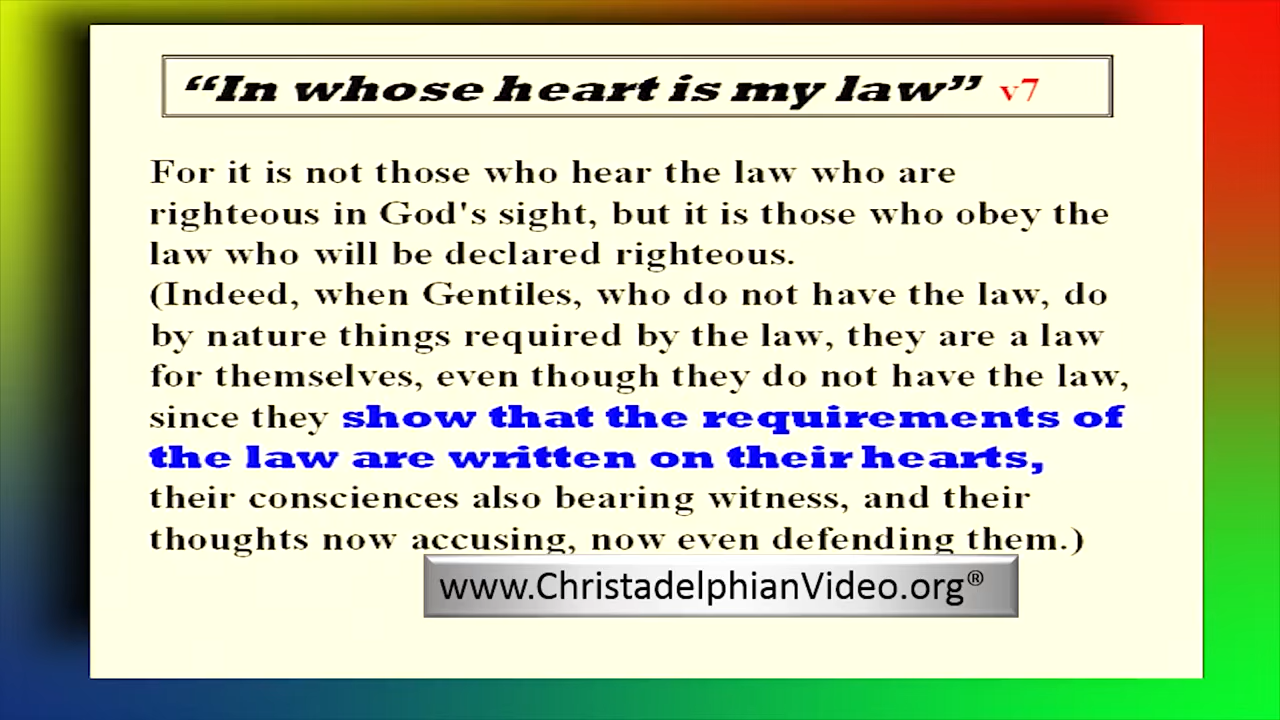 “In whose heart is my law” v7
For it is not those who hear the law who are
righteous in God's sight, but it is those who obey the
law who will be declared righteous.
(Indeed, when Gentiles, who do not have the law, do
by nature things required by the law, they are a law
for themselves, even though they do not have the law,
since they show that the requirements of
the law are written on their hearts,
their consciences also bearing witness, and their
thoughts now accusing, now even defending them.)
www.ChristadelphianVideo.org®